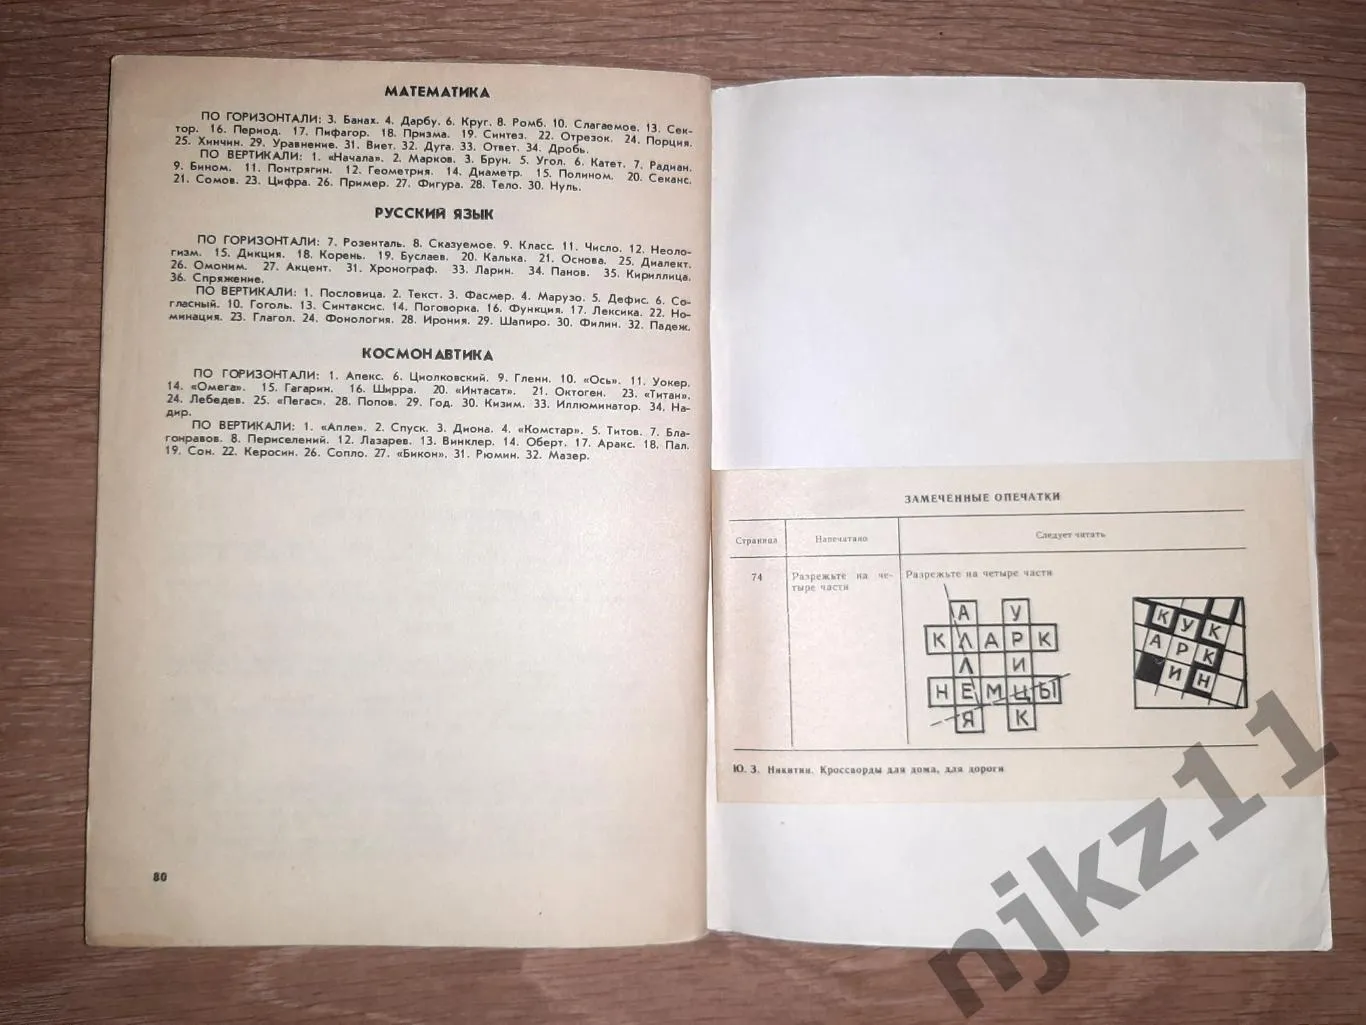 МАТЕМАТИКА
ПО ГОРИЗОНТАЛИ: 3. Банах. 4. Дарбу. 6. Круг. 8. Ромб. 10. Слагаемое. 13. Сек-
тор. 16. Период. 17. Пифагор. 18. Призма. 19. Синтез. 22. Отрезок. 24. Порция.
25. Хинчин. 29. Уравнение. 31. Виет. 32. Дуга. 33. Ответ. 34. Дробь.
ПО ВЕРТИКАЛИ: 1. «Начала». 2. Марков. 3. Брун. 5. Угол. 6. Катет. 7. Радиан.
9. Бином. 11. Понтрягин. 12. Геометрия. 14. Диаметр. 15. Полином. 20. Секанс.
21. Сомов. 23. Цифра. 26. Пример. 27. Фигура. 28. Тело. 30. Нуль.
РУССКИЙ ЯЗЫК
ПО ГОРИЗОНТАЛИ: 7. Розенталь. 8. Сказуемое. 9. Класс. 11. Число. 12. Неоло-
гизм. 15. Дикция. 18. Корень. 19. Буслаев. 20. Калька. 21. Основа. 25. Диалект.
26. Омоним. 27. Акцент. 31. Хронограф. 33. Ларин. 34. Панов. 35. Кириллица.
36. Спряжение.
ПО ВЕРТИКАЛИ: 1. Пословица. 2. Текст. 3. Фасмер. 4. Марузо. 5. Дефис. 6. Со-
гласный. 10. Гоголь. 13. Синтаксис. 14. Поговорка. 16. Функция. 17. Лексика. 22. Но-
минация. 23. Глагол. 24. Фонология. 28. Ирония. 29. Шапиро. 30. Филин. 32. Падеж.
КОСМОНАВТИКА
ПО ГОРИЗОНТАЛИ: 1. Апекс. 6. Циолковский. 9. Гленн. 10. «Ось». 11. Уокер.
14. «Омега». 15. Гагарин. 16. Ширра. 20. «Интасат». 21. Октоген. 23. «Титан».
24. Лебедев. 25. «Пегас». 28. Попов. 29. Год. 30. Кизим. 33. Иллюминатор. 34. На-
дир.
ПО ВЕРТИКАЛИ: 1. «Апле». 2. Спуск. 3. Диона. 4. «Комстар». 5. Титов. 7. Бла-
гонравов. 8. Периселений. 12. Лазарев. 13. Винклер. 14. Оберт. 17. Аракс. 18. Пал.
19. Сон. 22. Керосин. 26. Сопло. 27. «Бикон». 31. Рюмин. 32. Мазер.
80
ЗАМЕЧЕННЫЕ ОПЕЧАТКИ
Страница Напечатано Следует читать
74 Разрежьте на че- Разрежьте на четыре части
тыре части
А У
К Л А Р К
Л И
Н Е М Ц Ы
Я К
К У К
А Р К
И Н
Ю. З. Никитин. Кроссворды для дома, для дороги
njkz11